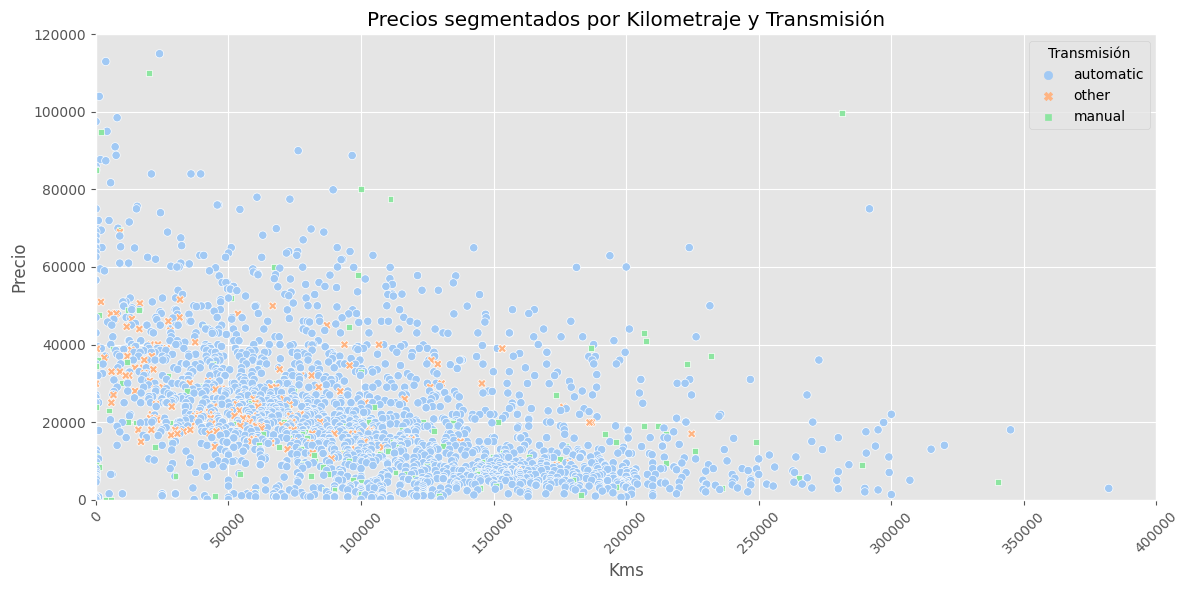 Precios segmentados por Kilometraje y Transmisión
120000
100000
80000
60000
40000
20000
0
Precio
Transmisión
automatic
other
manual
0
50000
100000
150000
200000
250000
300000
350000
400000
Kms